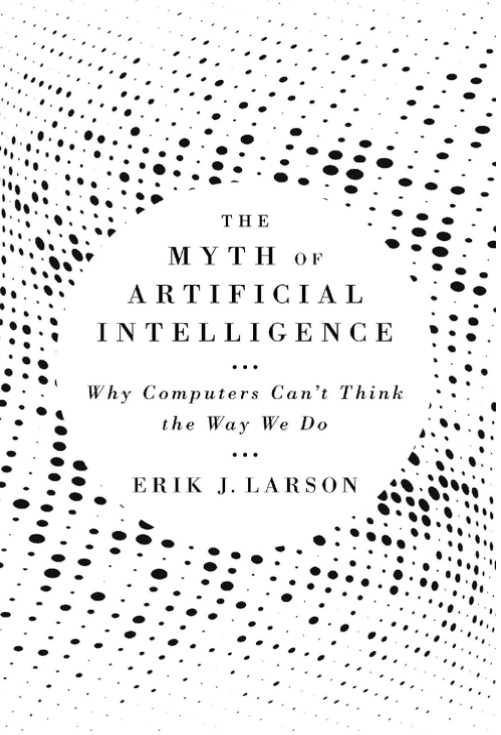 THE
MYTH OF
ARTIFICIAL
INTELLIGENCE
•••
Why Computers Can't Think
the Way We Do
•••
ERIK J. LARSON